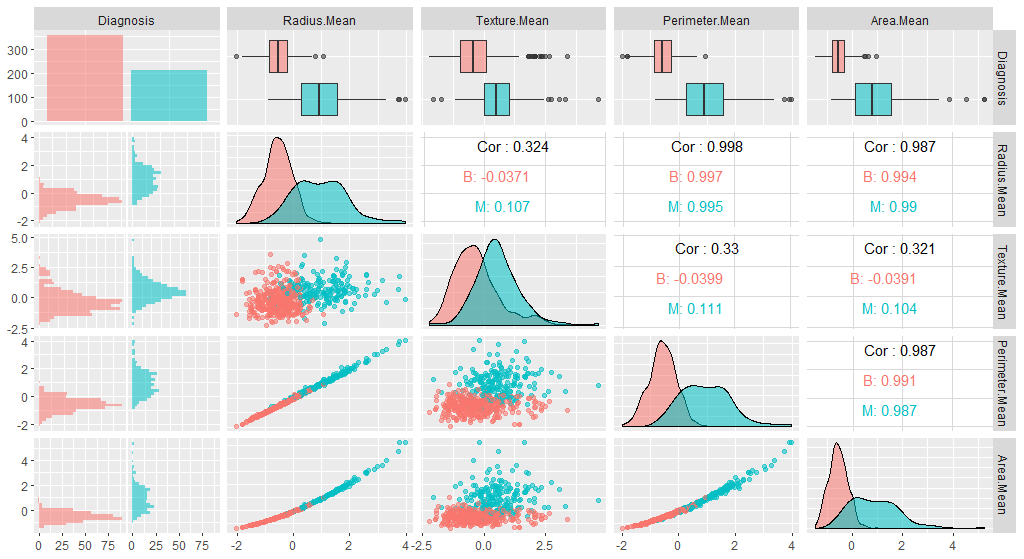 Diagnosis Radius.Mean Texture.Mean Perimeter.Mean Area.Mean
300
200
100
0
Diagnosis
4
2
0
-2
Cor : 0.324 Cor : 0.998 Cor : 0.987
B: -0.0371 B: 0.997 B: 0.994
M: 0.107 M: 0.995 M: 0.99
Radius.Mean
5.0
2.5
0.0
-2.5
Cor : 0.33 Cor : 0.321
B: -0.0399 B: -0.0391
M: 0.111 M: 0.104
Texture.Mean
4
2
0
-2
Cor : 0.987
B: 0.991
M: 0.987
Perimeter.Mean
4
2
0
Area.Mean
0 25 50 75 0 25 50 75 -2 0 2 4 -2.5 0.0 2.5 -2 0 2 4 0 2 4